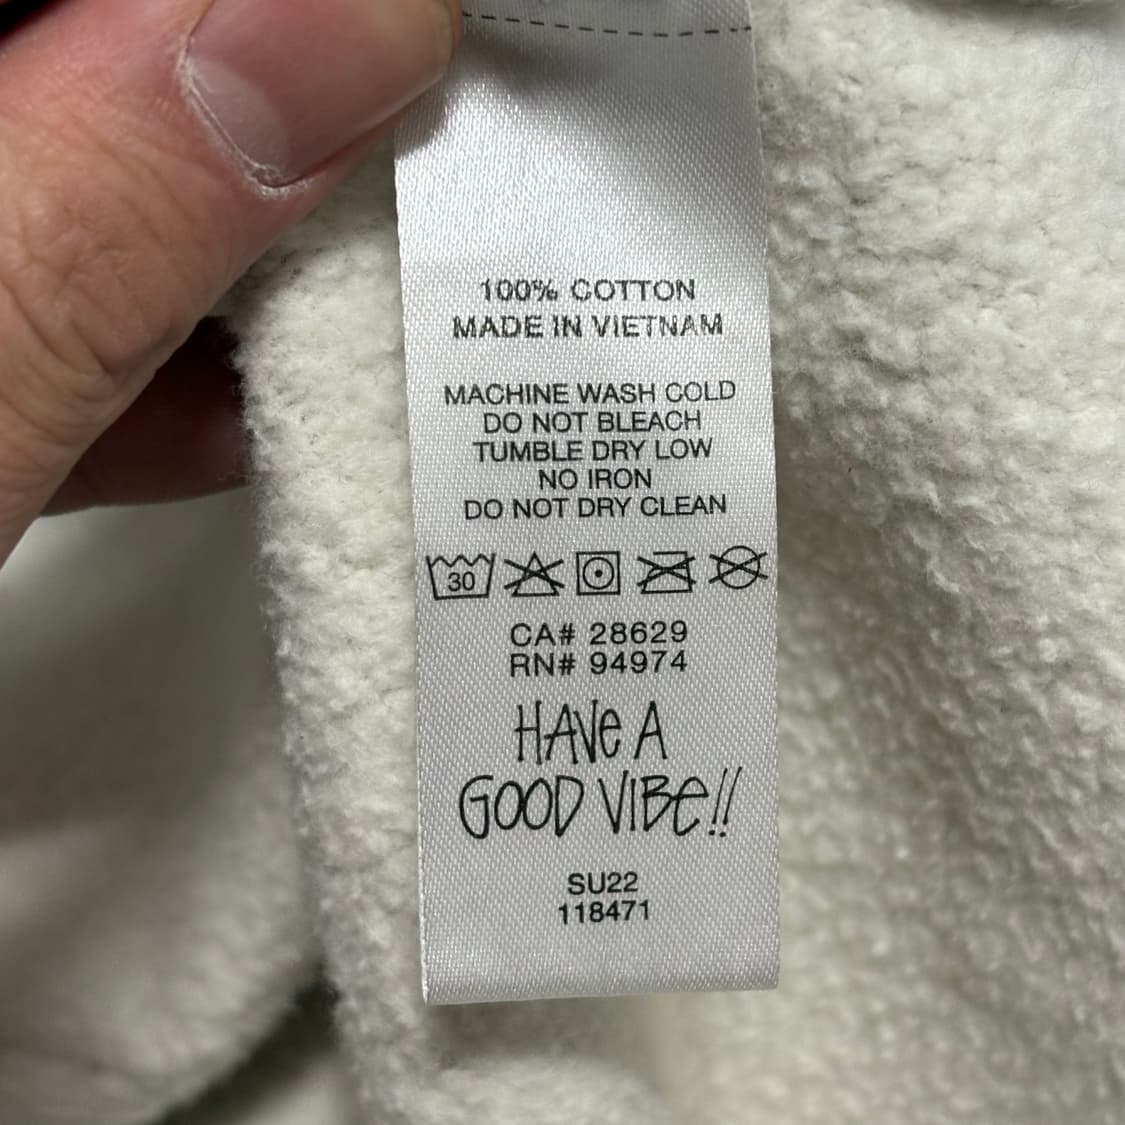 100% COTTON
MADE IN VIETNAM
MACHINE WASH COLD
DO NOT BLEACH
TUMBLE DRY LOW
NO IRON
DO NOT DRY CLEAN
30
CA# 28629
RN# 94974
HAVE A
GOOD VIBE!!
SU22
118471